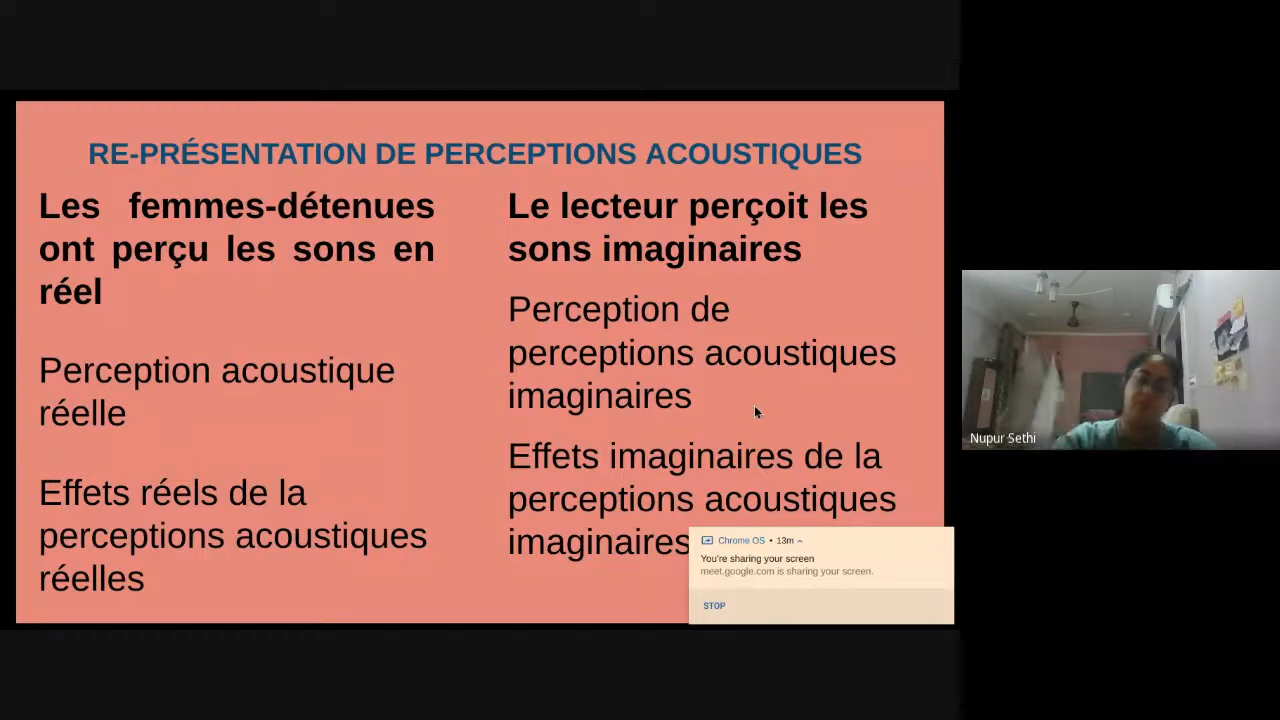 RE-PRÉSENTATION DE PERCEPTIONS ACOUSTIQUES
Les femmes-détenues
ont perçu les sons en
réel
Perception acoustique
réelle
Effets réels de la
perceptions acoustiques
réelles
Le lecteur perçoit les
sons imaginaires
Perception de
perceptions acoustiques
imaginaires
Effets imaginaires de la
perceptions acoustiques
imaginaires
Chrome OS • 13m
You're sharing your screen
meet.google.com is sharing your screen.
STOP
Nupur Sethi